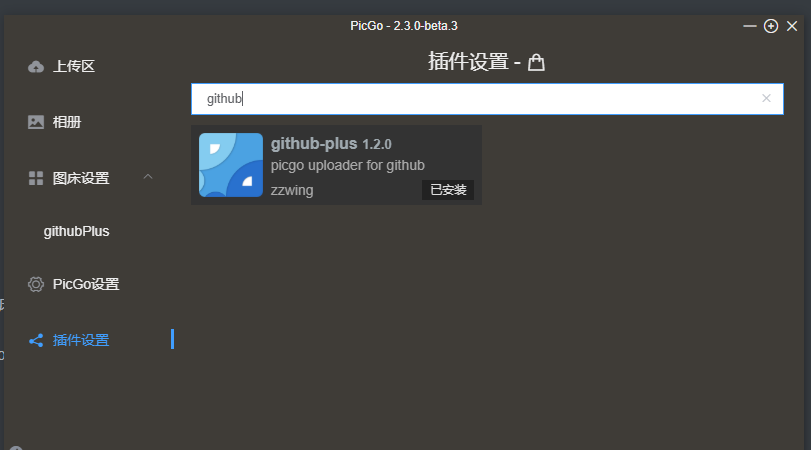 PicGo - 2.3.0-beta.3
上传区
相册
图床设置
githubPlus
PicGo设置
插件设置
插件设置 -
github
github-plus 1.2.0
picgo uploader for github
zzwing
已安装